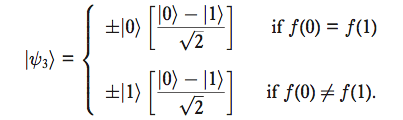 |ψ₃⟩ = { ±|0⟩ [ (|0⟩ − |1⟩) / √2 ] if f(0) = f(1)
±|1⟩ [ (|0⟩ − |1⟩) / √2 ] if f(0) ≠ f(1).